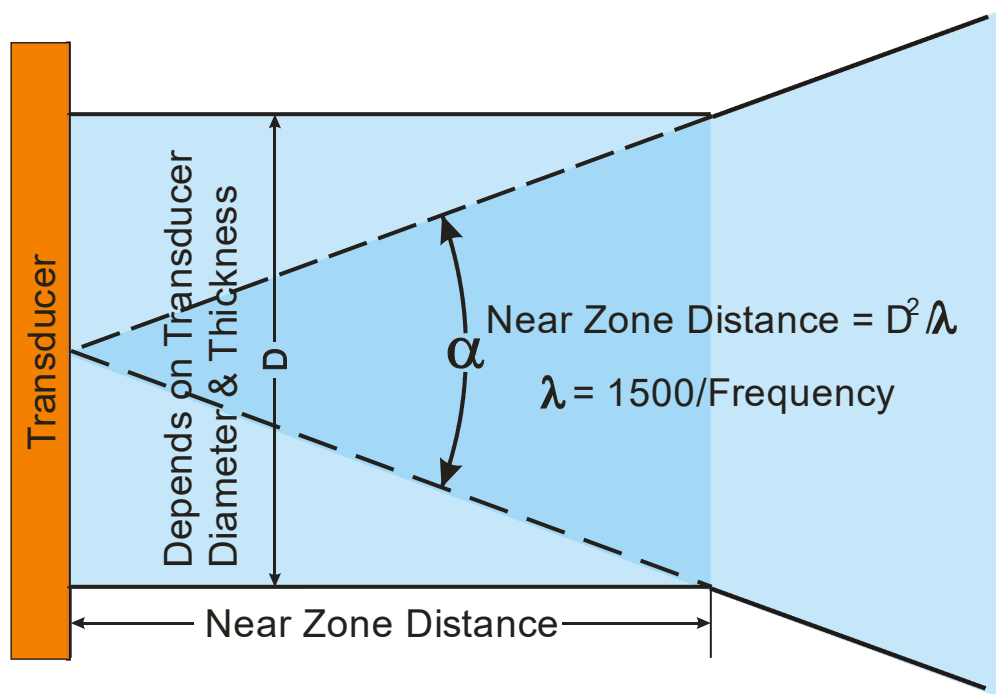 Transducer
Depends on Transducer
Diameter & Thickness
D
α
Near Zone Distance = D²/λ
λ = 1500/Frequency
Near Zone Distance